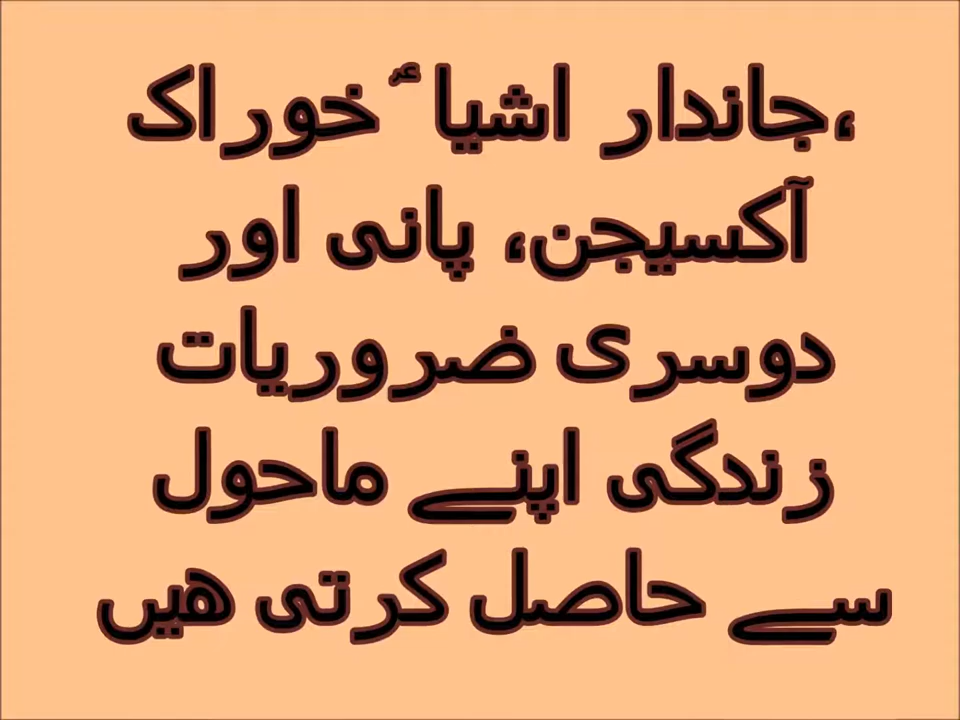 ،جاندار اشیا ؑ خوراک
آکسیجن، پانی اور
دوسری ضروریات
زندگی اپنے ماحول
سے حاصل کرتی ھیں